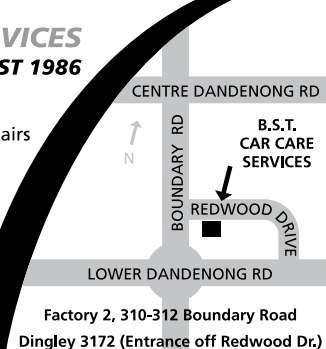 VICES
ST 1986
airs
CENTRE DANDENONG RD
N
BOUNDARY RD
B.S.T.
CAR CARE
SERVICES
REDWOOD DRIVE
LOWER DANDENONG RD
Factory 2, 310-312 Boundary Road
Dingley 3172 (Entrance off Redwood Dr.)